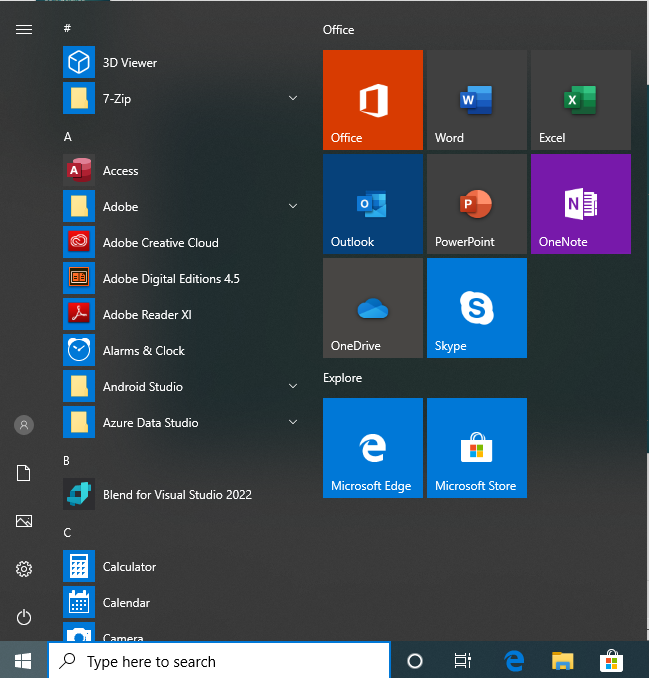 #
3D Viewer
7-Zip
A
Access
Adobe
Adobe Creative Cloud
Adobe Digital Editions 4.5
Adobe Reader XI
Alarms & Clock
Android Studio
Azure Data Studio
B
Blend for Visual Studio 2022
C
Calculator
Calendar
Camera
Office
Office
Word
Excel
Outlook
PowerPoint
OneNote
OneDrive
Skype
Explore
Microsoft Edge
Microsoft Store
Type here to search